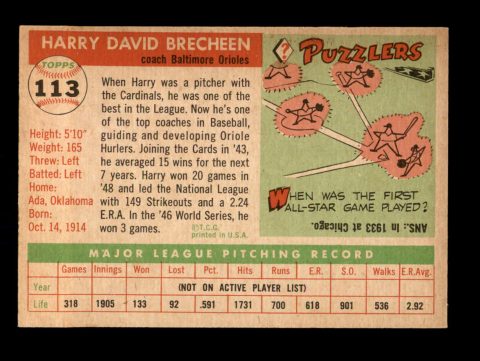 HARRY DAVID BRECHEEN
coach Baltimore Orioles
TOPPS
113
Height: 5'10"
Weight: 165
Threw: Left
Batted: Left
Home:
Ada, Oklahoma
Born:
Oct. 14, 1914
When Harry was a pitcher with
the Cardinals, he was one of the
best in the League. Now he's one
of the top coaches in Baseball,
guiding and developing Oriole
Hurlers. Joining the Cards in '43,
he averaged 15 wins for the next
7 years. Harry won 20 games in
'48 and led the National League
with 149 Strikeouts and a 2.24
E.R.A. In the '46 World Series, he
won 3 games.
©T.C.G.
printed in U.S.A.
? PUZZLERS
WHEN WAS THE FIRST
ALL-STAR GAME PLAYED?
ANS.: In 1933 at Chicago.
MAJOR LEAGUE PITCHING RECORD
Games Innings Won Lost Pct. Hits Runs E.R. S.O. Walks E.R.Avg.
Year (NOT ON ACTIVE PLAYER LIST)
Life 318 1905 133 92 .591 1731 700 618 901 536 2.92